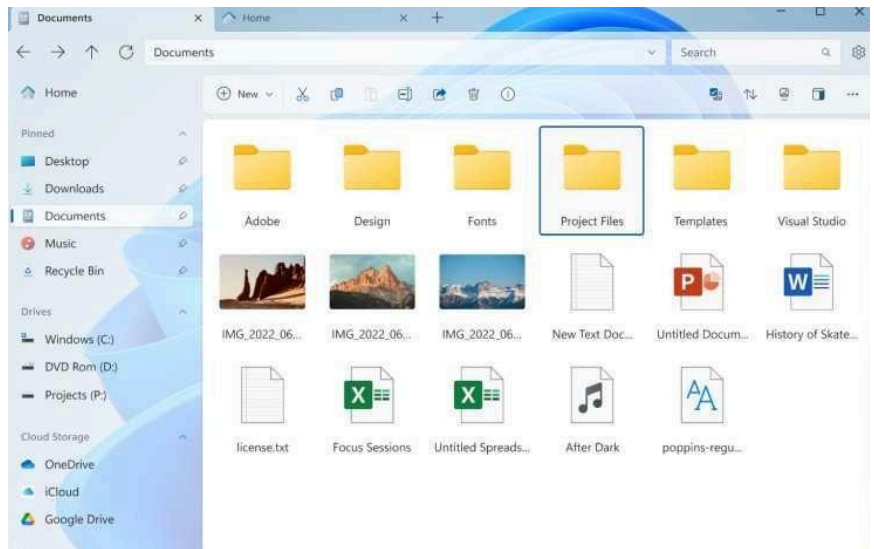 Documents
Home
Documents
Search
Home
New
Pinned
Desktop
Downloads
Documents
Music
Recycle Bin
Drives
Windows (C:)
DVD Rom (D:)
Projects (P:)
Cloud Storage
OneDrive
iCloud
Google Drive
Adobe Design Fonts Project Files Templates Visual Studio
IMG_2022_06... IMG_2022_06... IMG_2022_06... New Text Doc... Untitled Docum... History of Skate...
license.txt Focus Sessions Untitled Spreads... After Dark poppins-regu...